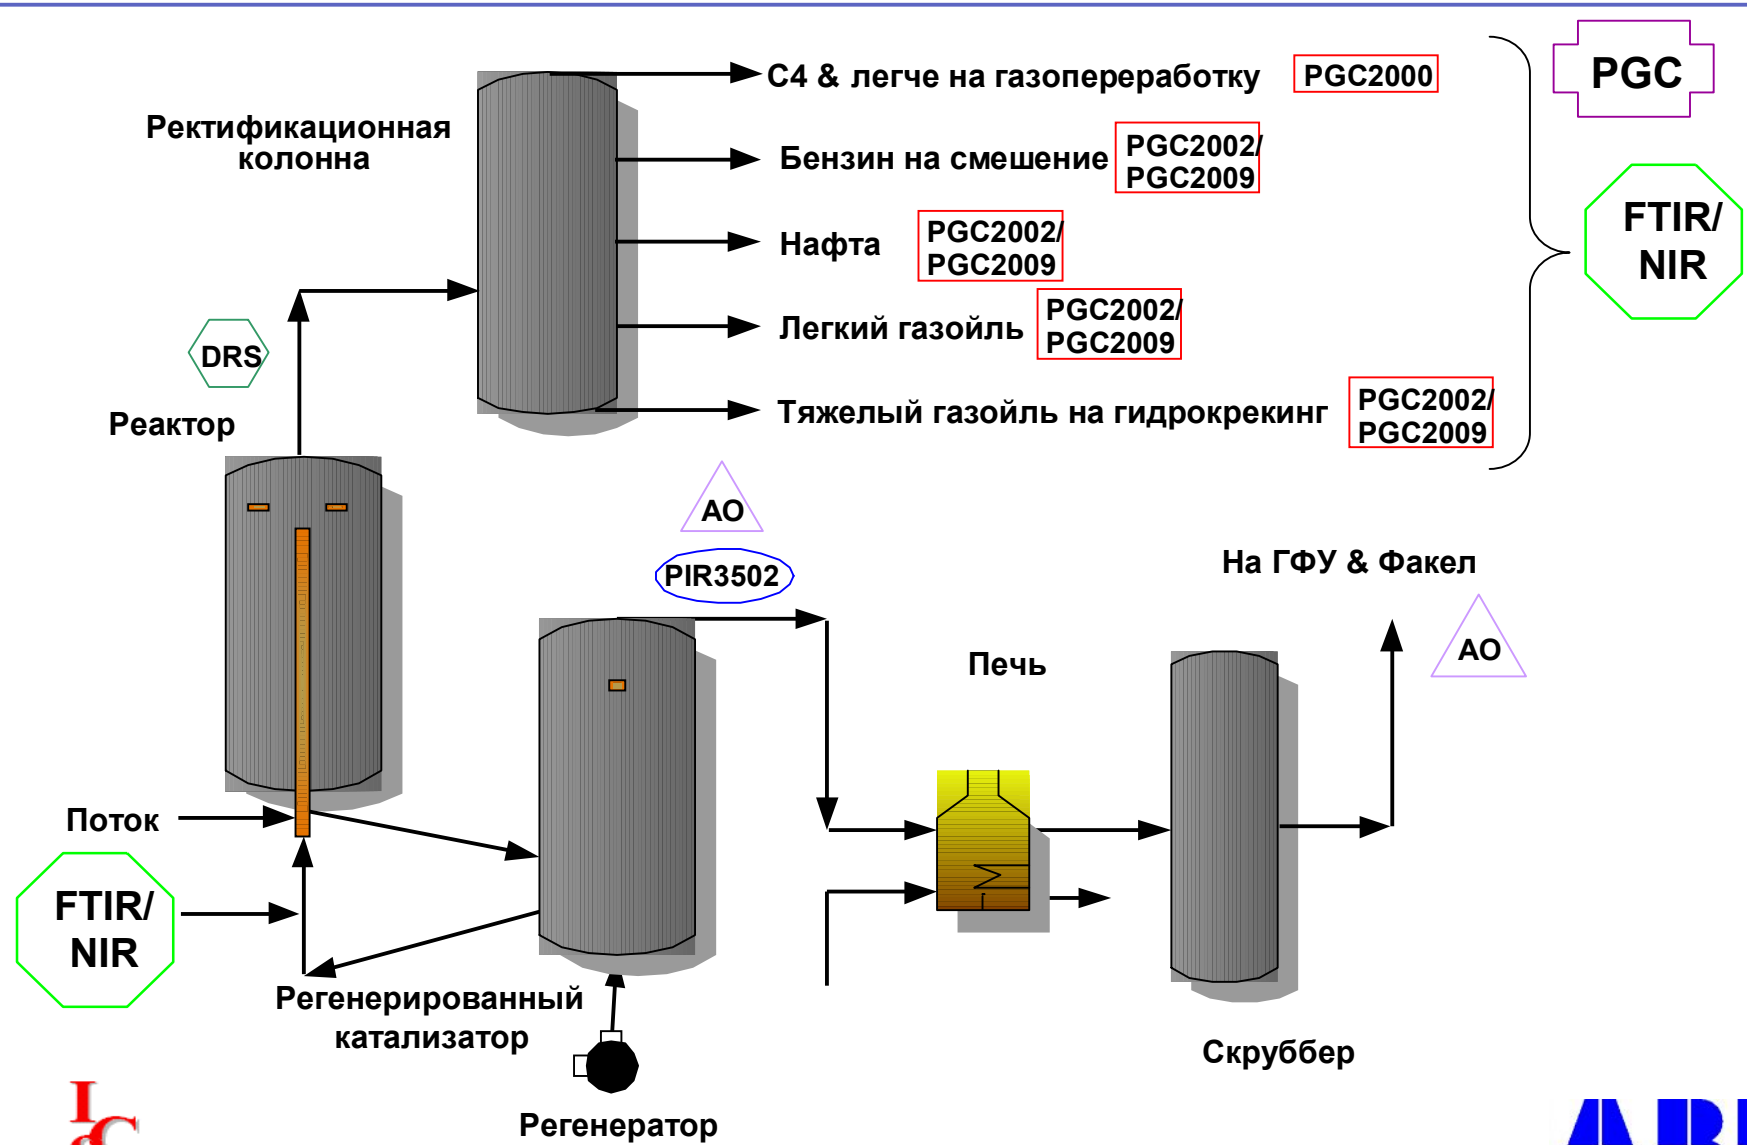 C4 & легче на газопереработку
PGC2000
PGC
Ректификационная
колонна
Бензин на смешение
PGC2002/
PGC2009
FTIR/
NIR
Нафта
PGC2002/
PGC2009
Легкий газойль
PGC2002/
PGC2009
DRS
Реактор
Тяжелый газойль на гидрокрекинг
PGC2002/
PGC2009
AO
PIR3502
На ГФУ & Факел
AO
Печь
Поток
FTIR/
NIR
Регенерированный
катализатор
Скруббер
Регенератор